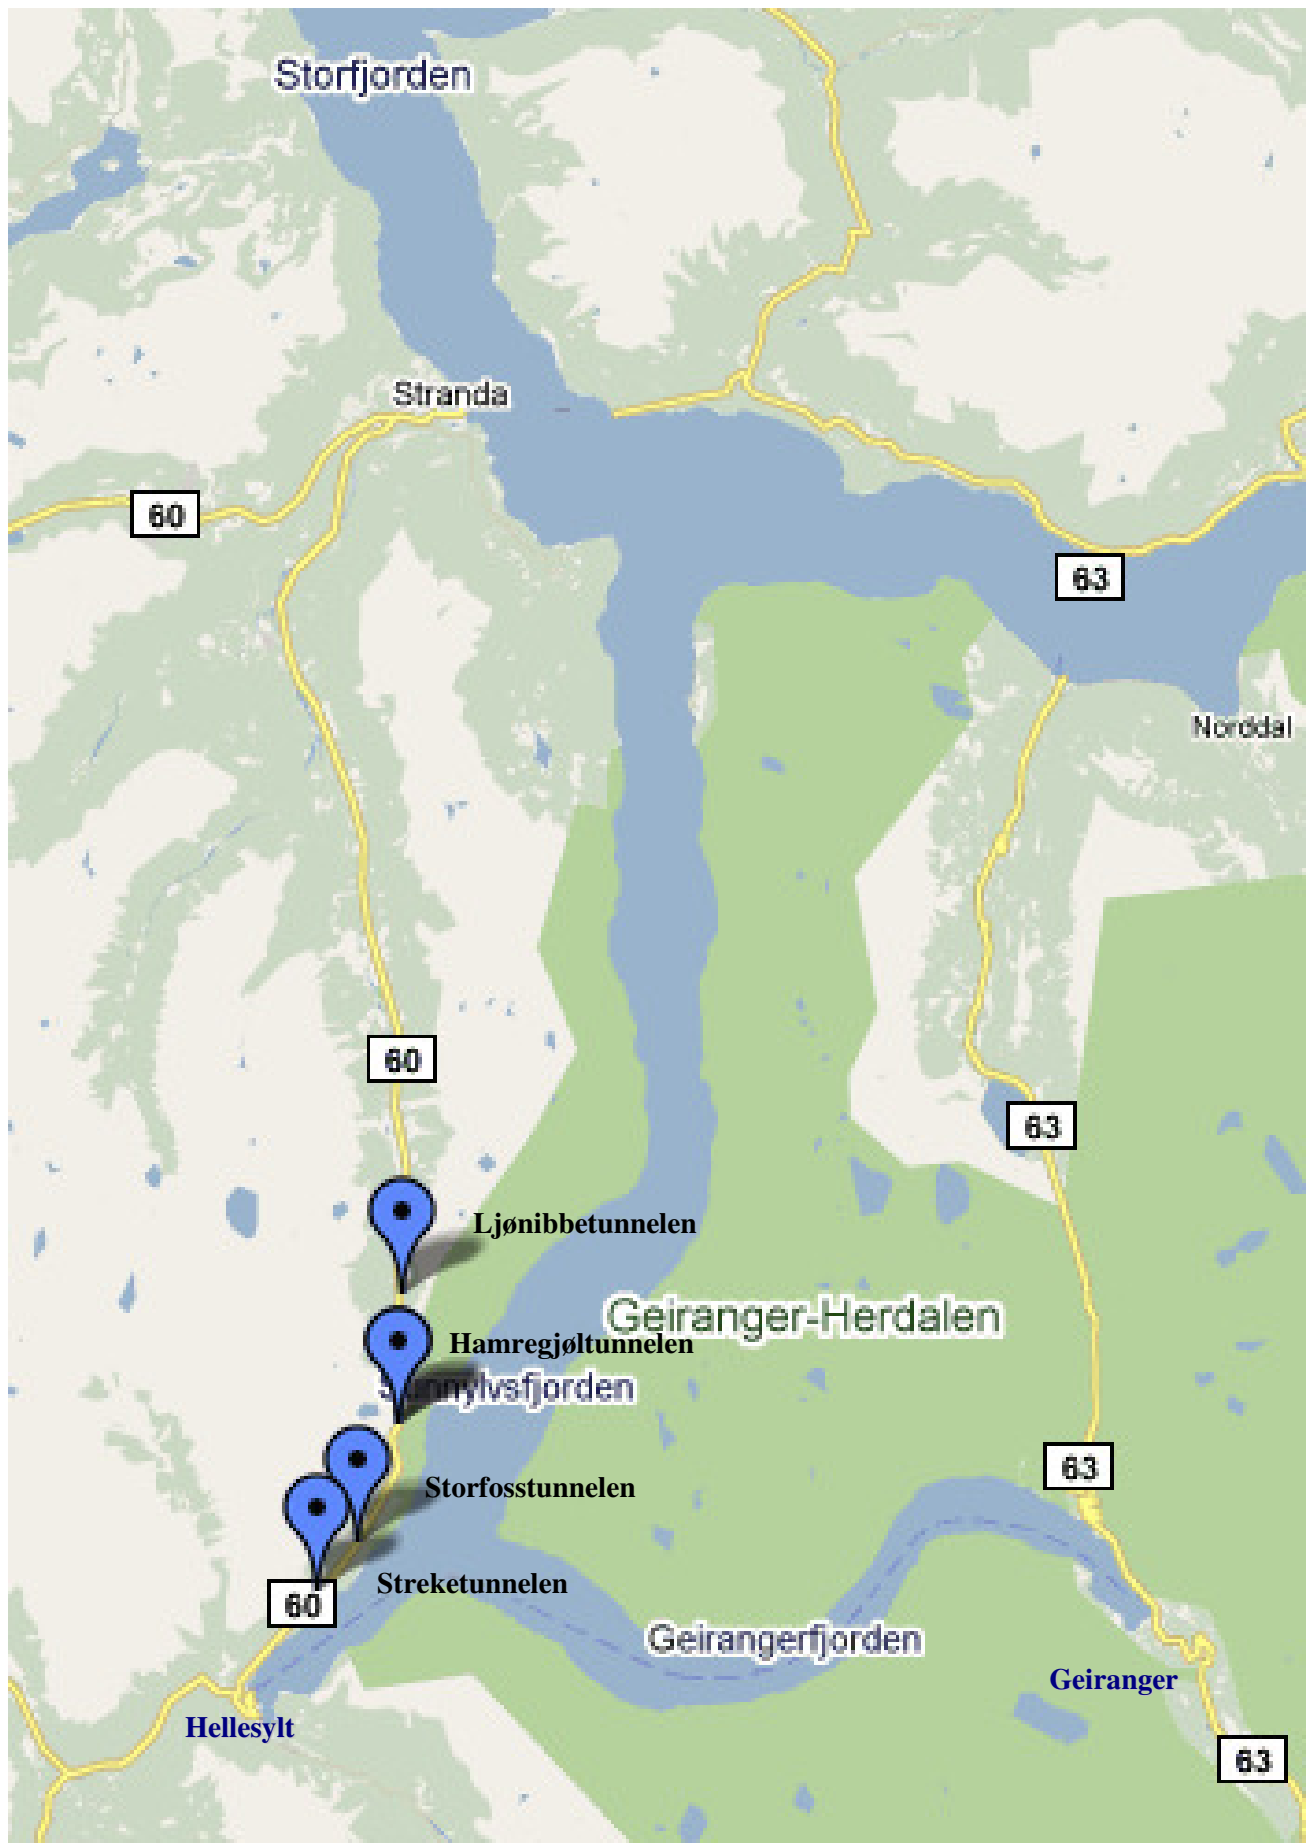 Storfjorden
Stranda
60
63
Norddal
60
63
Ljønibbetunnelen
Geiranger-Herdalen
Hamregjøltunnelen
Sunnylvsfjorden
63
Storfosstunnelen
Streketunnelen
60
Geirangerfjorden
Geiranger
Hellesylt
63